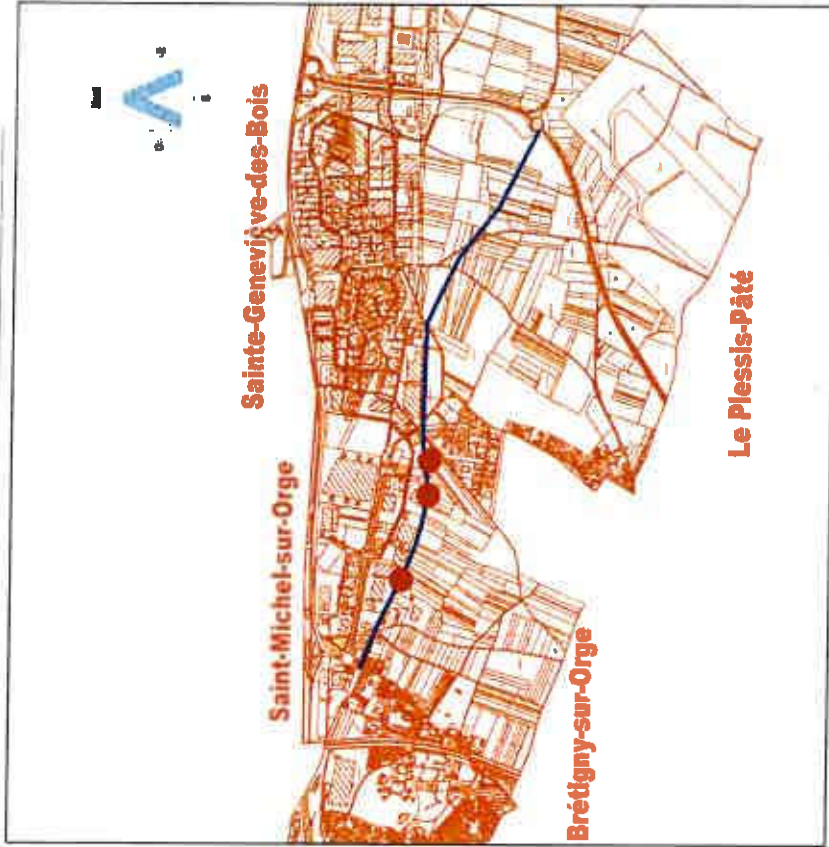 Sainte-Geneviève-des-Bois
Saint-Michel-sur-Orge
Le Plessis-Pâté
Brétigny-sur-Orge